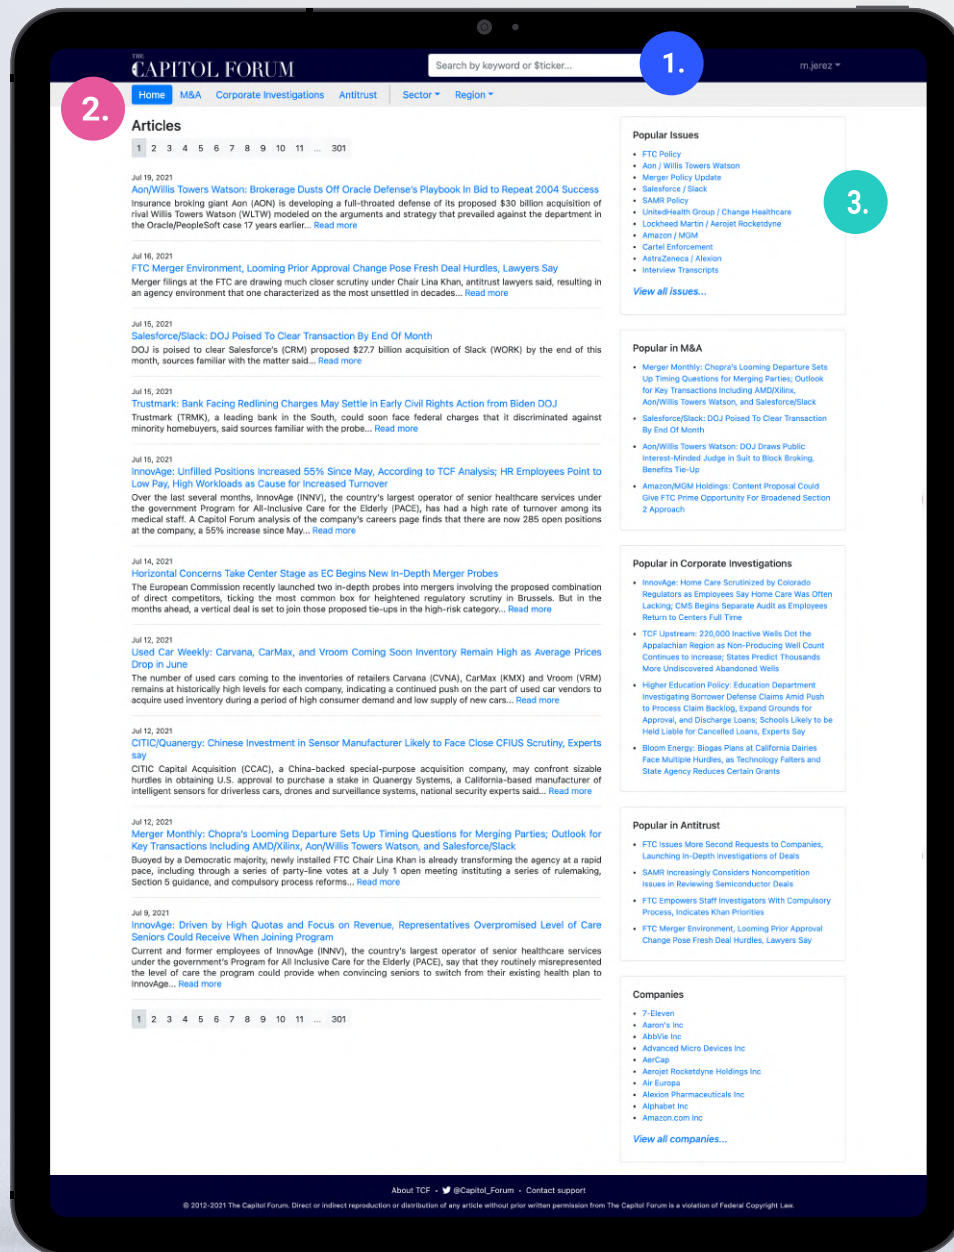 THE
CAPITOL FORUM
Search by keyword or $ticker...
1.
m.jerez
2.
Home M&A Corporate Investigations Antitrust Sector Region
Articles
1 2 3 4 5 6 7 8 9 10 11 ... 301
Jul 19, 2021
Aon/Willis Towers Watson: Brokerage Dusts Off Oracle Defense's Playbook In Bid to Repeat 2004 Success
Insurance broking giant Aon (AON) is developing a full-throated defense of its proposed $30 billion acquisition of
rival Willis Towers Watson (WLTW) modeled on the arguments and strategy that prevailed against the department in
the Oracle/PeopleSoft case 17 years earlier... Read more
Jul 16, 2021
FTC Merger Environment, Looming Prior Approval Change Pose Fresh Deal Hurdles, Lawyers Say
Merger filings at the FTC are drawing much closer scrutiny under Chair Lina Khan, antitrust lawyers said, resulting in
an agency environment that one characterized as the most unsettled in decades... Read more
Jul 15, 2021
Salesforce/Slack: DOJ Poised To Clear Transaction By End Of Month
DOJ is poised to clear Salesforce's (CRM) proposed $27.7 billion acquisition of Slack (WORK) by the end of this
month, sources familiar with the matter said... Read more
Jul 15, 2021
Trustmark: Bank Facing Redlining Charges May Settle in Early Civil Rights Action from Biden DOJ
Trustmark (TRMK), a leading bank in the South, could soon face federal charges that it discriminated against
minority homebuyers, said sources familiar with the probe... Read more
Jul 15, 2021
InnovAge: Unfilled Positions Increased 55% Since May, According to TCF Analysis; HR Employees Point to
Low Pay, High Workloads as Cause for Increased Turnover
Over the last several months, InnovAge (INNV), the country's largest operator of senior healthcare services under
the government Program for All-Inclusive Care for the Elderly (PACE), has had a high rate of turnover among its
medical staff. A Capitol Forum analysis of the company's careers page finds that there are now 285 open positions
at the company, a 55% increase since May... Read more
Jul 14, 2021
Horizontal Concerns Take Center Stage as EC Begins New In-Depth Merger Probes
The European Commission recently launched two in-depth probes into mergers involving the proposed combination
of direct competitors, ticking the most common box for heightened regulatory scrutiny in Brussels. But in the
months ahead, a vertical deal is set to join those proposed tie-ups in the high-risk category... Read more
Jul 12, 2021
Used Car Weekly: Carvana, CarMax, and Vroom Coming Soon Inventory Remain High as Average Prices
Drop in June
The number of used cars coming to the inventories of retailers Carvana (CVNA), CarMax (KMX) and Vroom (VRM)
remains at historically high levels for each company, indicating a continued push on the part of used car vendors to
acquire used inventory during a period of high consumer demand and low supply of new cars... Read more
Jul 12, 2021
CITIC/Quanergy: Chinese Investment in Sensor Manufacturer Likely to Face Close CFIUS Scrutiny, Experts
say
CITIC Capital Acquisition (CCAC), a China-backed special-purpose acquisition company, may confront sizable
hurdles in obtaining U.S. approval to purchase a stake in Quanergy Systems, a California-based manufacturer of
intelligent sensors for driverless cars, drones and surveillance systems, national security experts said... Read more
Jul 12, 2021
Merger Monthly: Chopra's Looming Departure Sets Up Timing Questions for Merging Parties; Outlook for
Key Transactions Including AMD/Xilinx, Aon/Willis Towers Watson, and Salesforce/Slack
Buoyed by a Democratic majority, newly installed FTC Chair Lina Khan is already transforming the agency at a rapid
pace, including through a series of party-line votes at a July 1 open meeting instituting a series of rulemaking,
Section 5 guidance, and compulsory process reforms... Read more
Jul 9, 2021
InnovAge: Driven by High Quotas and Focus on Revenue, Representatives Overpromised Level of Care
Seniors Could Receive When Joining Program
Current and former employees of InnovAge (INNV), the country's largest operator of senior healthcare services
under the government's Program for All Inclusive Care for the Elderly (PACE), say that they routinely misrepresented
the level of care the program could provide when convincing seniors to switch from their existing health plan to
InnovAge... Read more
1 2 3 4 5 6 7 8 9 10 11 ... 301
Popular Issues
• FTC Policy
• Aon / Willis Towers Watson
• Merger Policy Update
• Salesforce / Slack
• SAMR Policy
• UnitedHealth Group / Change Healthcare
• Lockheed Martin / Aerojet Rocketdyne
• Amazon / MGM
• Cartel Enforcement
• AstraZeneca / Alexion
• Interview Transcripts
View all issues...
3.
Popular in M&A
• Merger Monthly: Chopra's Looming Departure Sets
Up Timing Questions for Merging Parties; Outlook
for Key Transactions Including AMD/Xilinx,
Aon/Willis Towers Watson, and Salesforce/Slack
• Salesforce/Slack: DOJ Poised To Clear Transaction
By End Of Month
• Aon/Willis Towers Watson: DOJ Draws Public
Interest-Minded Judge in Suit to Block Broking,
Benefits Tie-Up
• Amazon/MGM Holdings: Content Proposal Could
Give FTC Prime Opportunity For Broadened Section
2 Approach
Popular in Corporate Investigations
• InnovAge: Home Care Scrutinized by Colorado
Regulators as Employees Say Home Care Was Often
Lacking; CMS Begins Separate Audit as Employees
Return to Centers Full Time
• TCF Upstream: 220,000 Inactive Wells Dot the
Appalachian Region as Non-Producing Well Count
Continues to Increase; States Predict Thousands
More Undiscovered Abandoned Wells
• Higher Education Policy: Education Department
Investigating Borrower Defense Claims Amid Push
to Process Claim Backlog, Expand Grounds for
Approval, and Discharge Loans; Schools Likely to be
Held Liable for Cancelled Loans, Experts Say
• Bloom Energy: Biogas Plans at California Dairies
Face Multiple Hurdles, as Technology Falters and
State Agency Reduces Certain Grants
Popular in Antitrust
• FTC Issues More Second Requests to Companies,
Launching In-Depth Investigations of Deals
• SAMR Increasingly Considers Noncompetition
Issues in Reviewing Semiconductor Deals
• FTC Empowers Staff Investigators With Compulsory
Process, Indicates Khan Priorities
• FTC Merger Environment, Looming Prior Approval
Change Pose Fresh Deal Hurdles, Lawyers Say
Companies
• 7-Eleven
• Aaron's Inc
• AbbVie Inc
• Advanced Micro Devices Inc
• AerCap
• Aerojet Rocketdyne Holdings Inc
• Air Europa
• Alexion Pharmaceuticals Inc
• Alphabet Inc
• Amazon.com Inc
View all companies...
About TCF • @Capitol_Forum • Contact support
© 2012-2021 The Capitol Forum. Direct or indirect reproduction or distribution of any article without prior written permission from The Capitol Forum is a violation of Federal Copyright Law.